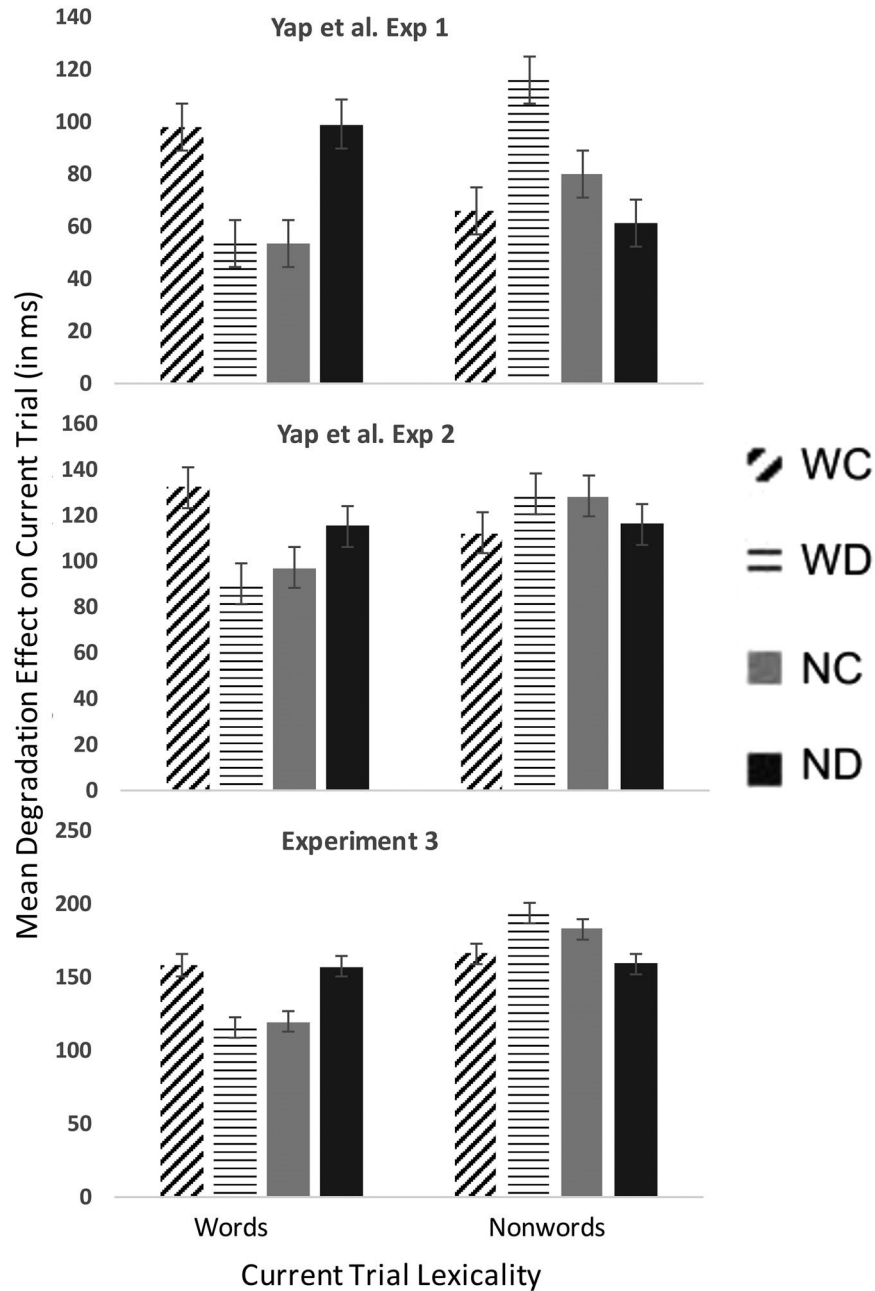 Mean Degradation Effect on Current Trial (in ms)
Yap et al. Exp 1
140
120
100
80
60
40
20
0
Yap et al. Exp 2
160
140
120
100
80
60
40
20
0
Experiment 3
250
200
150
100
50
0
Words Nonwords
Current Trial Lexicality
WC
WD
NC
ND